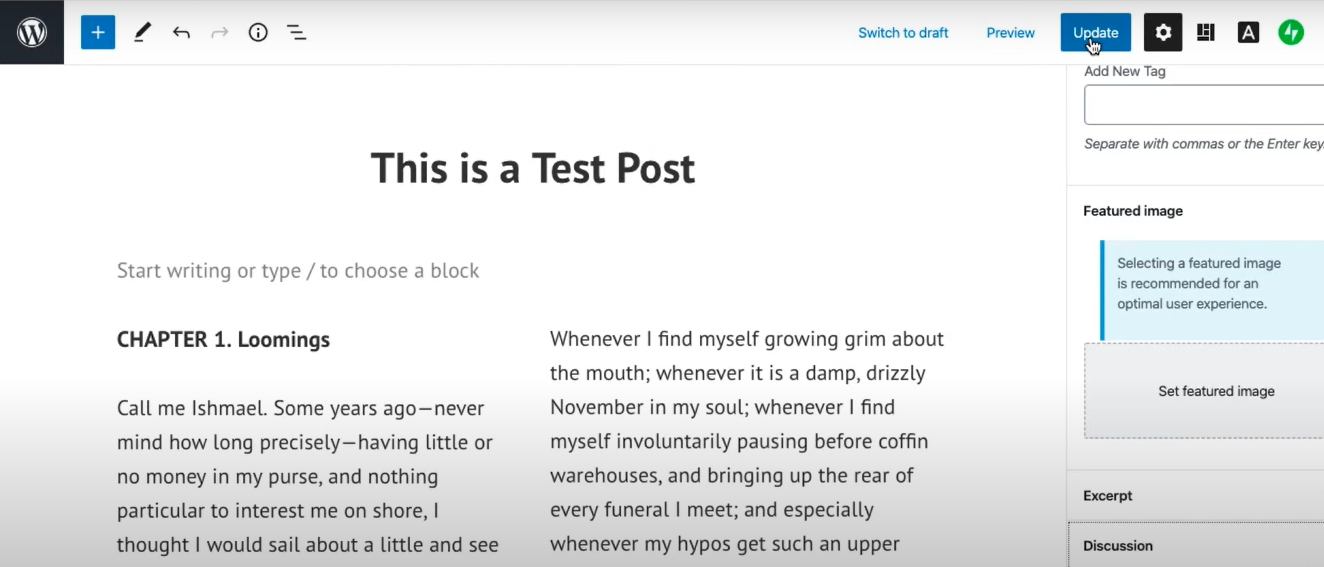 Switch to draft
Preview
Update
A
This is a Test Post
Start writing or type / to choose a block
CHAPTER 1. Loomings
Call me Ishmael. Some years ago—never
mind how long precisely—having little or
no money in my purse, and nothing
particular to interest me on shore, I
thought I would sail about a little and see
Whenever I find myself growing grim about
the mouth; whenever it is a damp, drizzly
November in my soul; whenever I find
myself involuntarily pausing before coffin
warehouses, and bringing up the rear of
every funeral I meet; and especially
whenever my hypos get such an upper
Add New Tag
Separate with commas or the Enter key.
Featured image
Selecting a featured image
is recommended for an
optimal user experience.
Set featured image
Excerpt
Discussion